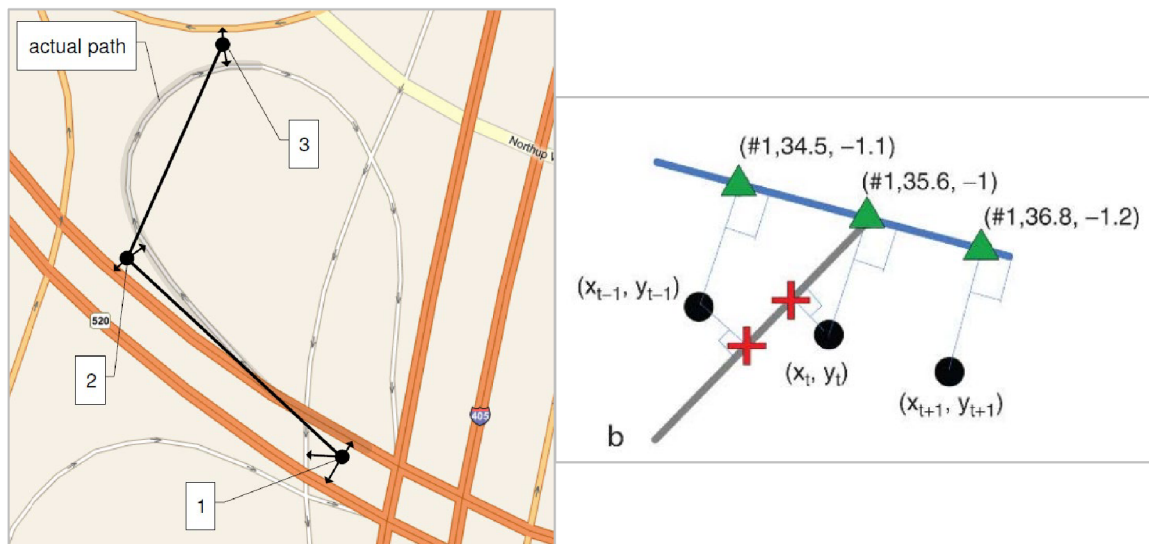 actual path
3
Northup
520
2
405
1
(#1,34.5, −1.1)
(#1,35.6, −1)
(#1,36.8, −1.2)
(xₜ₋₁, yₜ₋₁)
(xₜ, yₜ)
(xₜ₊₁, yₜ₊₁)
b